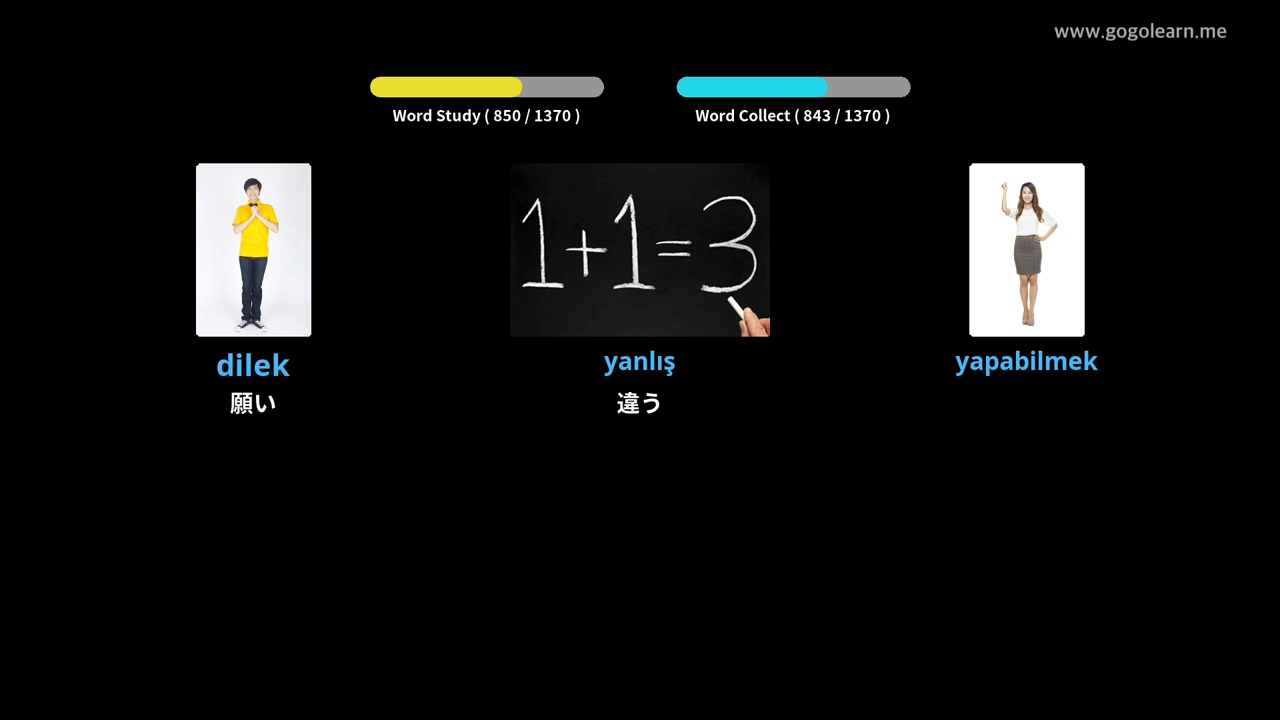 www.gogolearn.me
Word Study ( 850 / 1370 )
Word Collect ( 843 / 1370 )
1+1=3
dilek
yanlış
yapabilmek
願い
違う